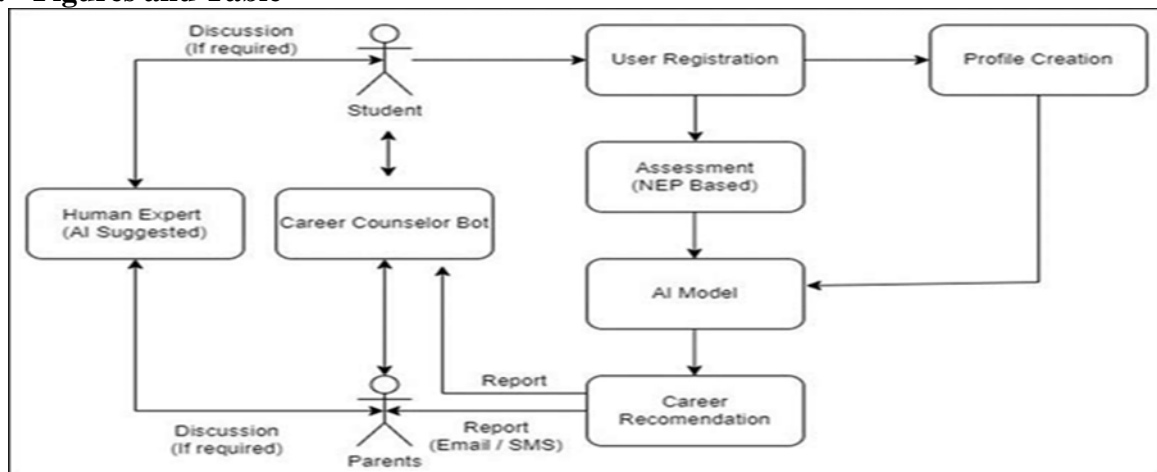 Figures and Table
Discussion
(If required)
Student
User Registration
Profile Creation
Assessment
(NEP Based)
Human Expert
(AI Suggested)
Career Counselor Bot
AI Model
Report
Career
Recomendation
Discussion
(If required)
Report
(Email / SMS)
Parents